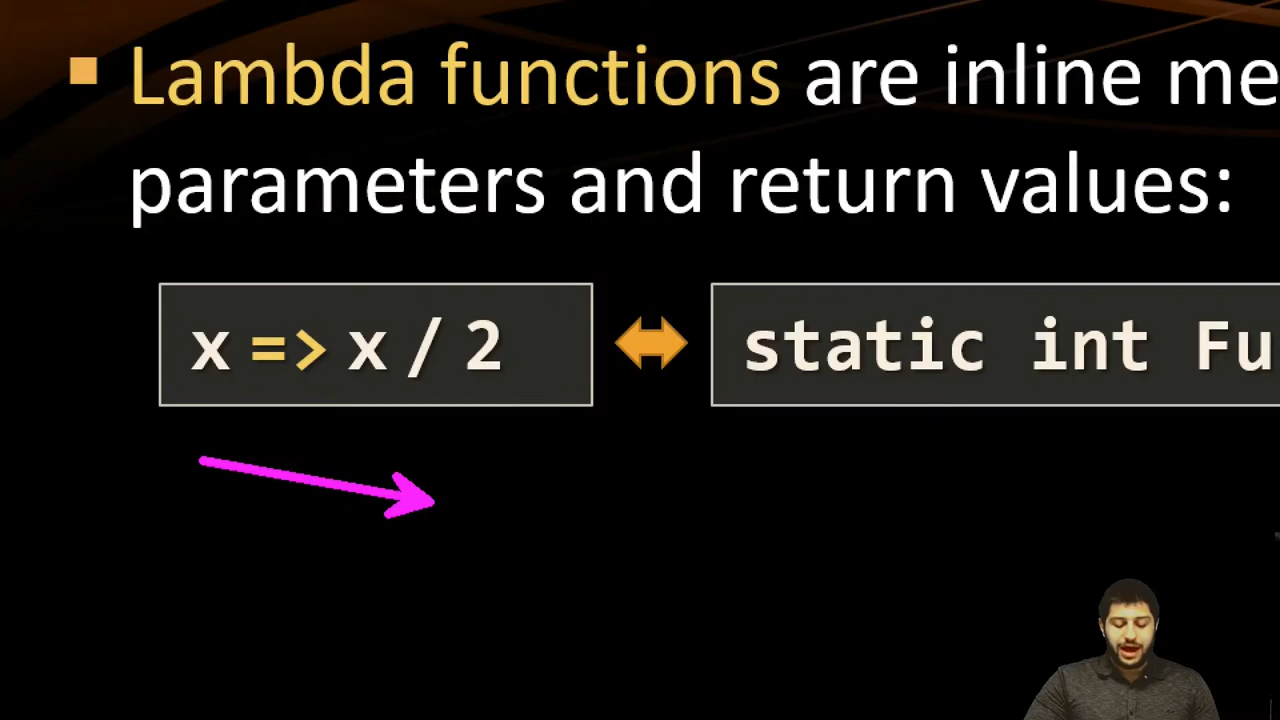 Lambda functions are inline me
parameters and return values:
x => x / 2
static int Fu